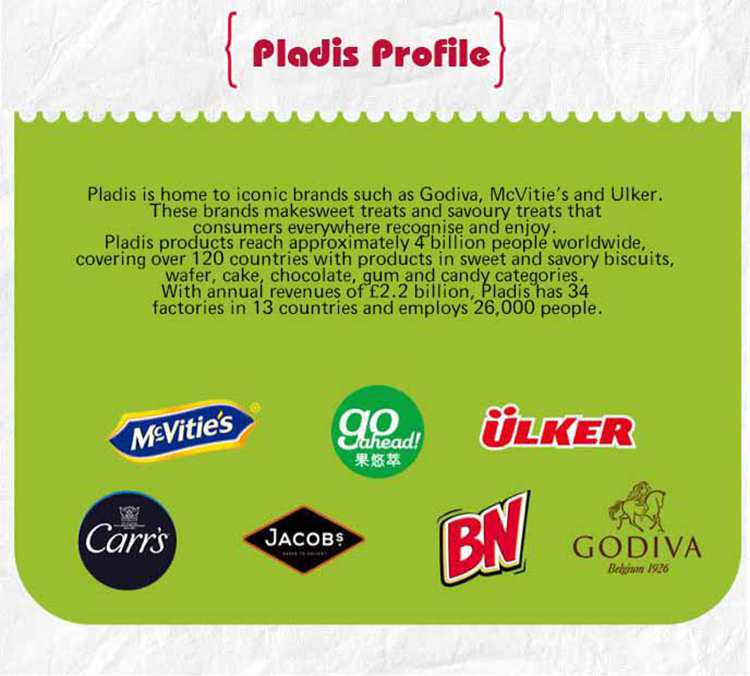 Pladis Profile
Pladis is home to iconic brands such as Godiva, McVitie's and Ulker.
These brands makesweet treats and savoury treats that
consumers everywhere recognise and enjoy.
Pladis products reach approximately 4 billion people worldwide,
covering over 120 countries with products in sweet and savory biscuits,
wafer, cake, chocolate, gum and candy categories.
With annual revenues of £2.2 billion, Pladis has 34
factories in 13 countries and employs 26,000 people.
McVitie's
go
ahead!
果悠萃
ÜLKER
Carr's
JACOBS
BN
GODIVA
Belgium 1926